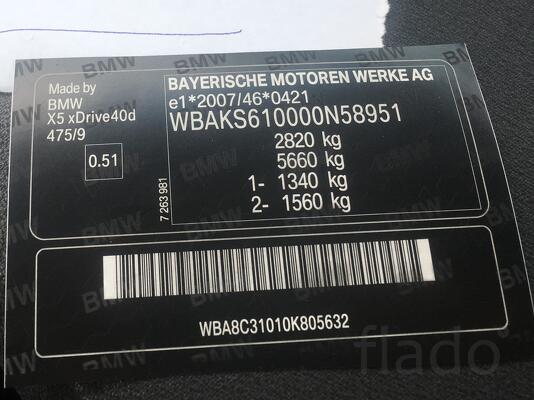 Made by
BMW
X5 xDrive40d
475/9
0.51
BAYERISCHE MOTOREN WERKE AG
e1*2007/46*0421
WBAKS610000N58951
2820 kg
5660 kg
1- 1340 kg
2- 1560 kg
7 263 981
WBA8C31010K805632
flado